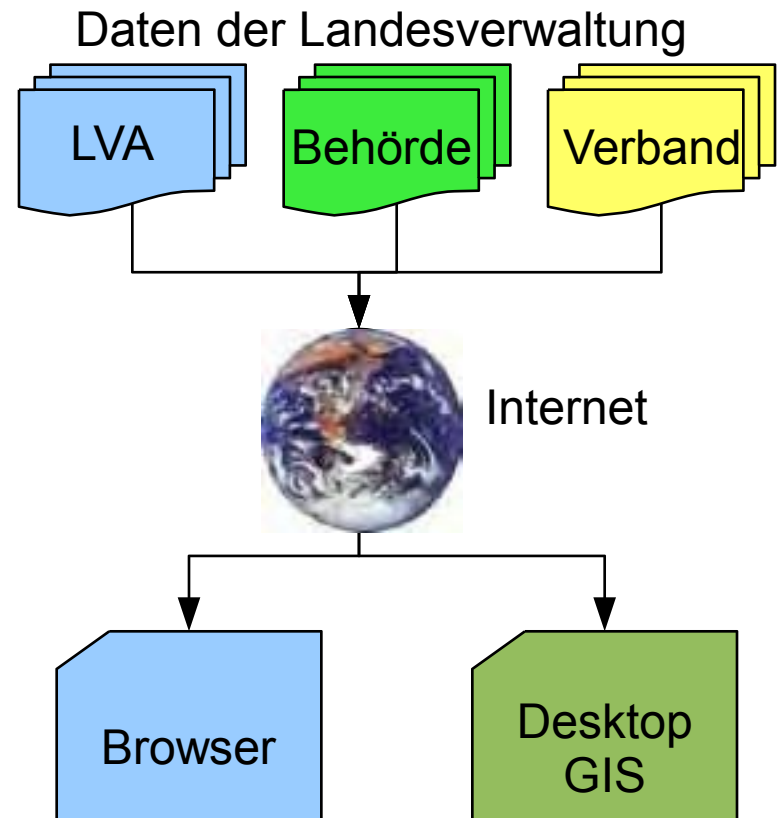 Daten der Landesverwaltung
LVA
Behörde
Verband
Internet
Browser
Desktop
GIS